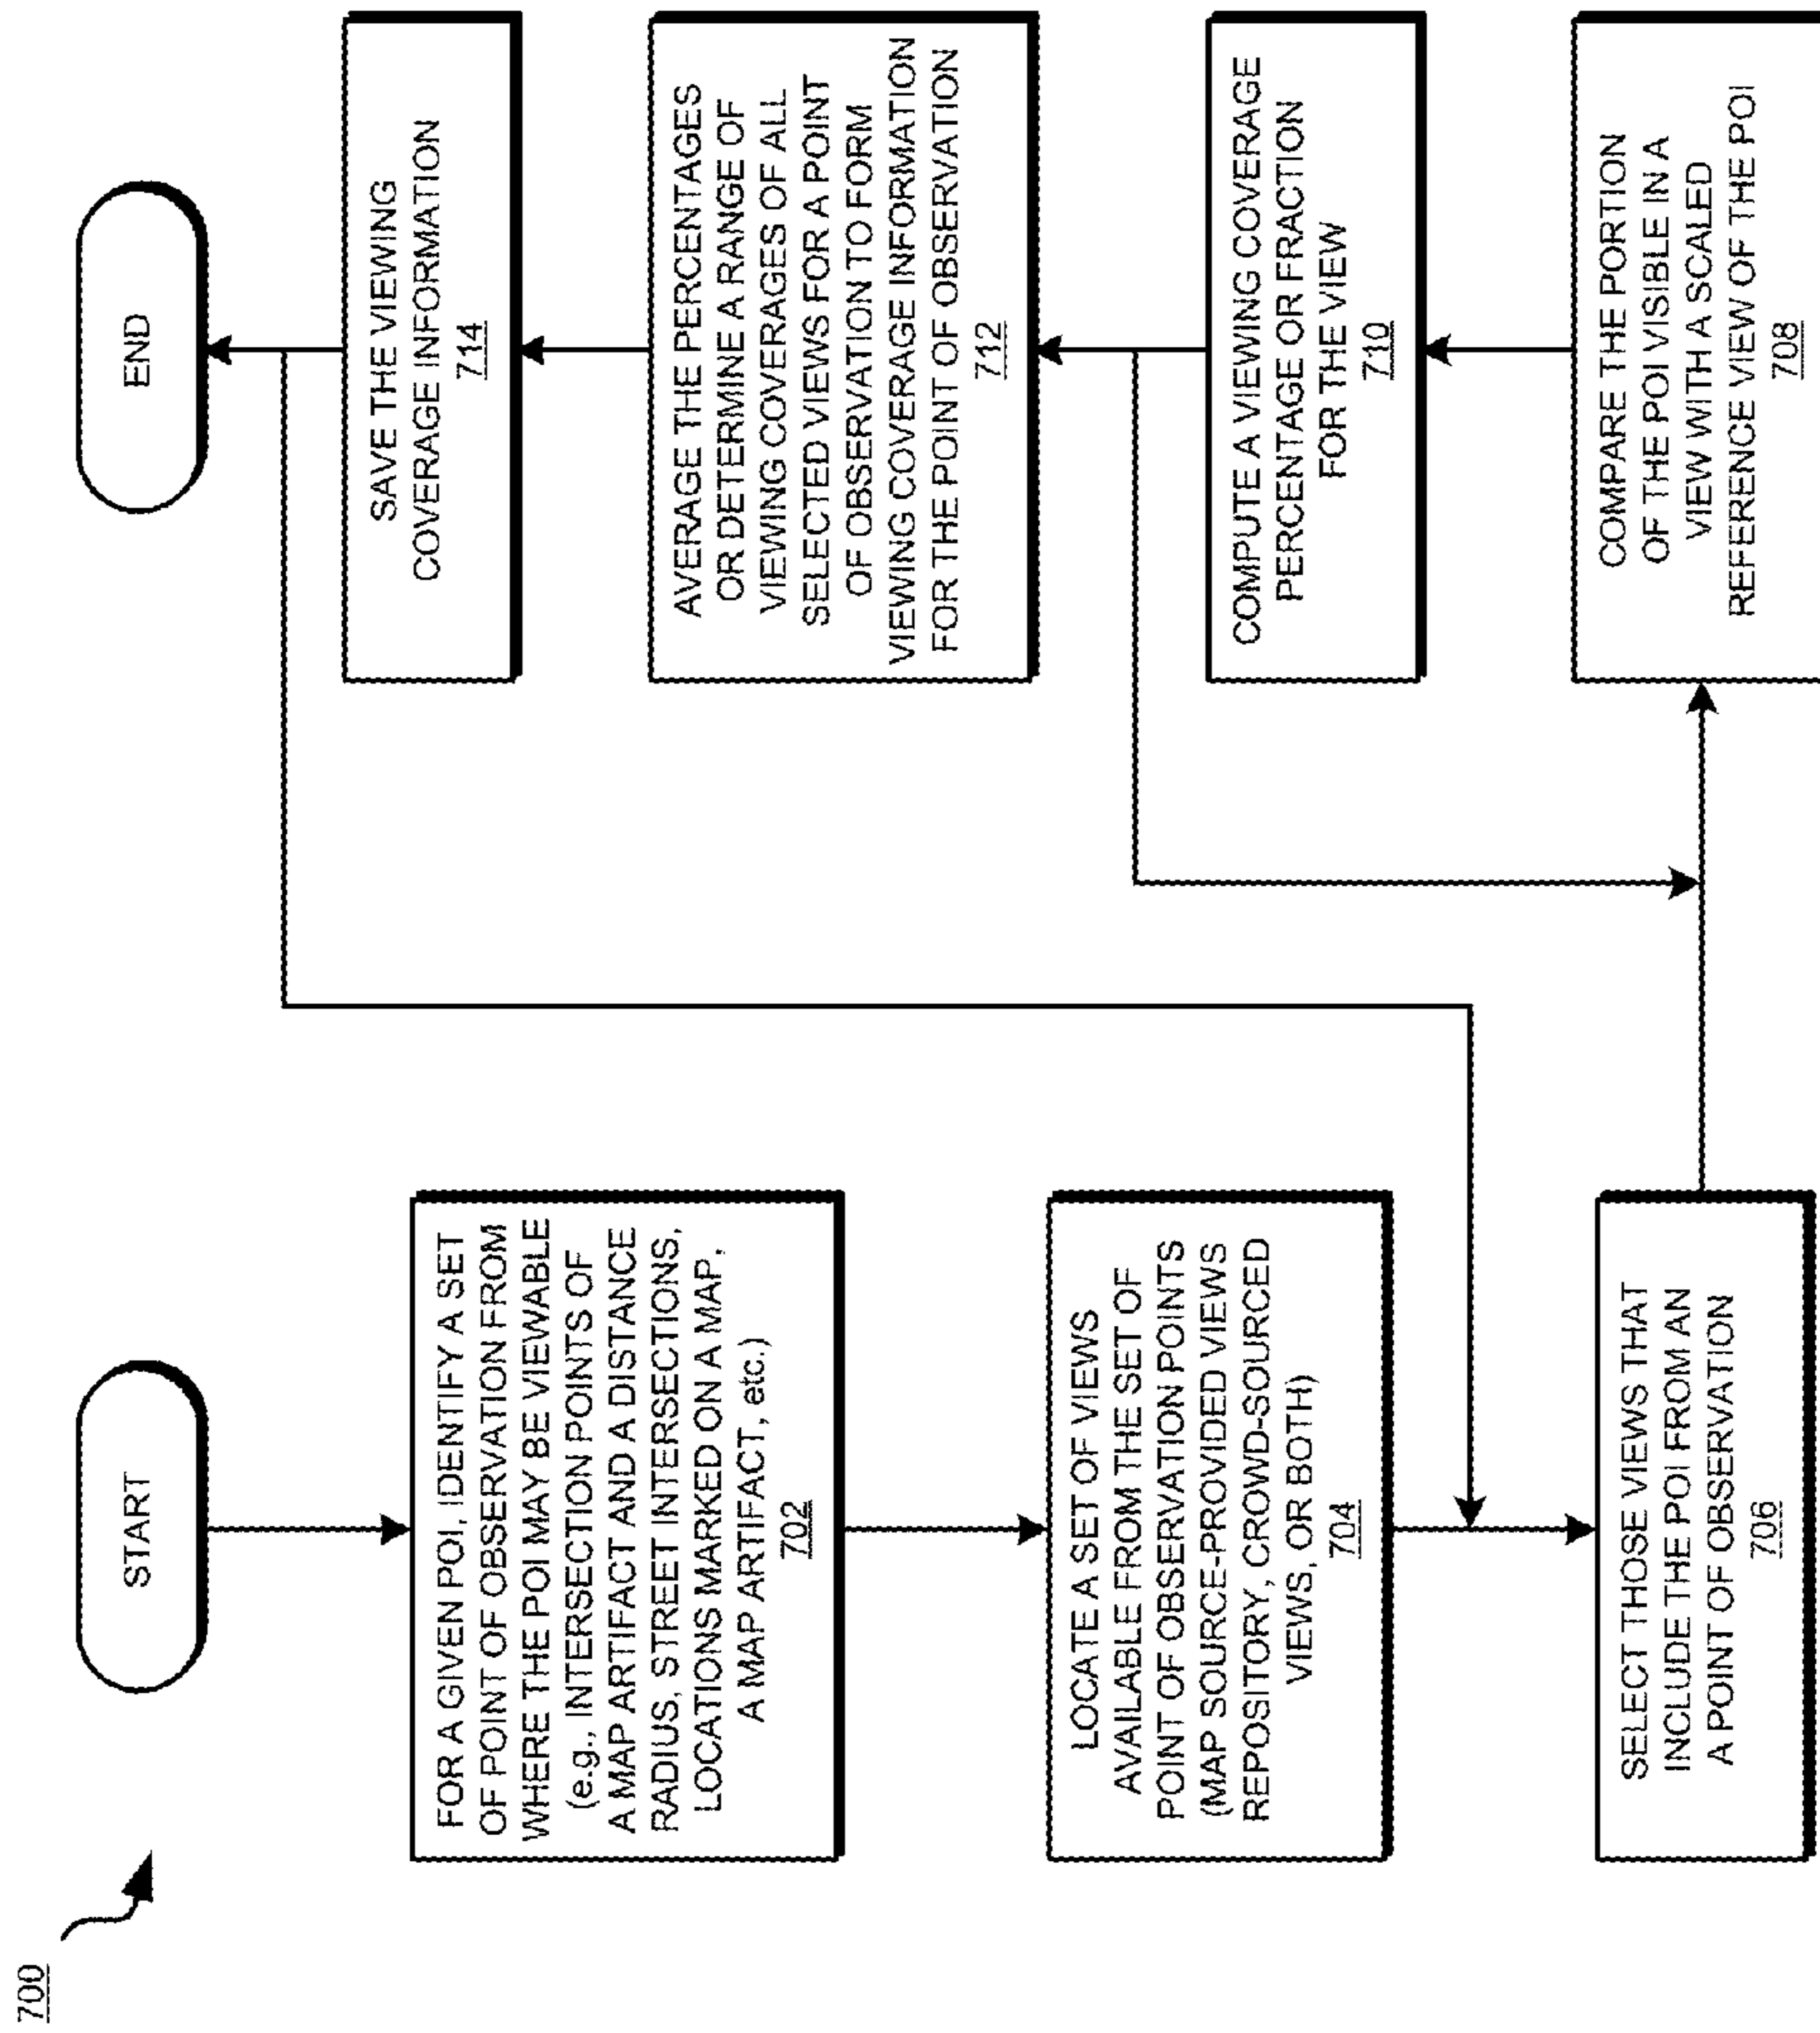 700
START
FOR A GIVEN POI, IDENTIFY A SET
OF POINT OF OBSERVATION FROM
WHERE THE POI MAY BE VIEWABLE
(e.g., INTERSECTION POINTS OF
A MAP ARTIFACT AND A DISTANCE
RADIUS, STREET INTERSECTIONS,
LOCATIONS MARKED ON A MAP,
A MAP ARTIFACT, etc.)
702
LOCATE A SET OF VIEWS
AVAILABLE FROM THE SET OF
POINT OF OBSERVATION POINTS
(MAP SOURCE-PROVIDED VIEWS
REPOSITORY, CROWD-SOURCED
VIEWS, OR BOTH)
704
SELECT THOSE VIEWS THAT
INCLUDE THE POI FROM AN
A POINT OF OBSERVATION
706
COMPARE THE PORTION
OF THE POI VISIBLE IN A
VIEW WITH A SCALED
REFERENCE VIEW OF THE POI
708
COMPUTE A VIEWING COVERAGE
PERCENTAGE OR FRACTION
FOR THE VIEW
710
AVERAGE THE PERCENTAGES
OR DETERMINE A RANGE OF
VIEWING COVERAGES OF ALL
SELECTED VIEWS FOR A POINT
OF OBSERVATION TO FORM
VIEWING COVERAGE INFORMATION
FOR THE POINT OF OBSERVATION
712
SAVE THE VIEWING
COVERAGE INFORMATION
714
END